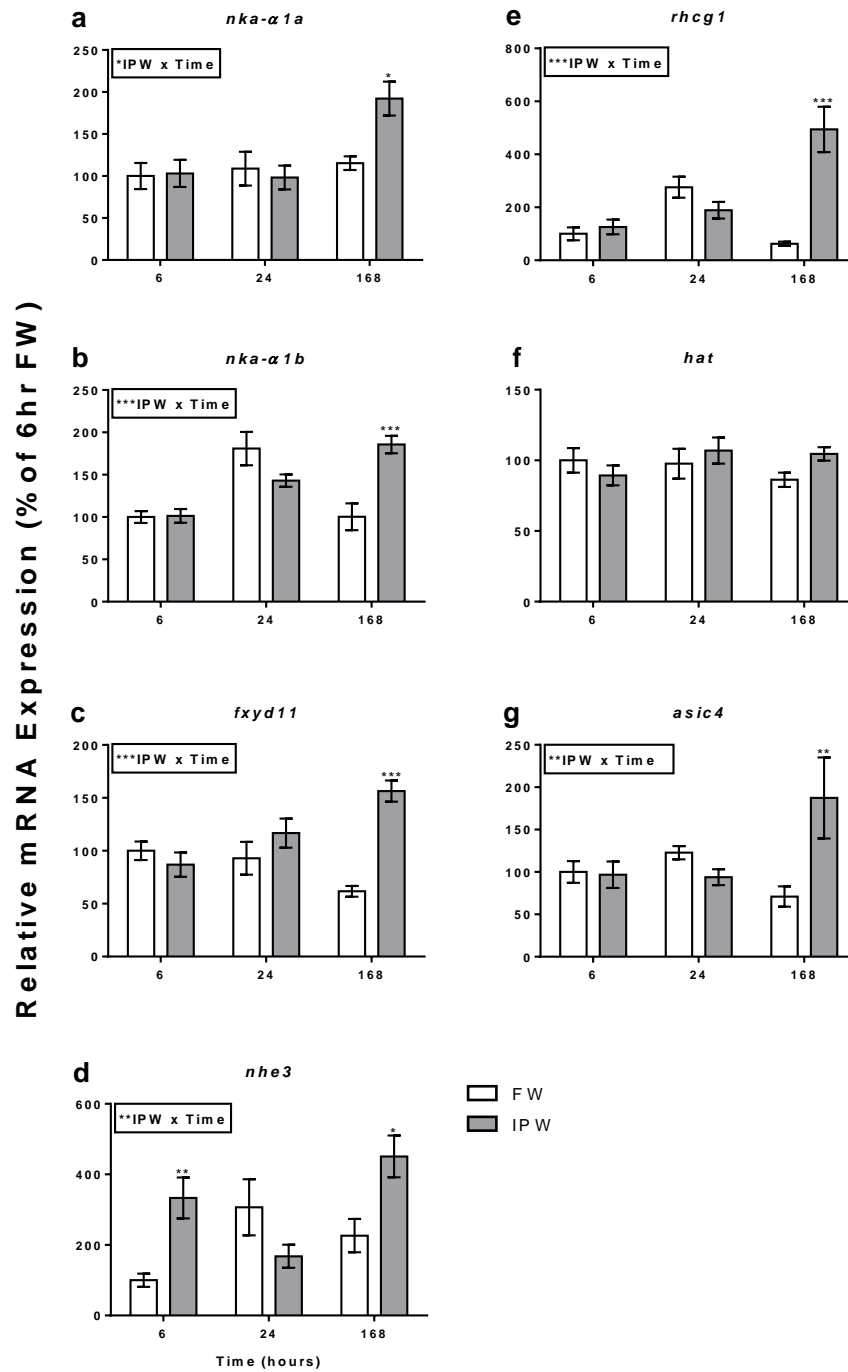 Relative mRNA Expression (% of 6hr FW)
a
nka-α1a
*IPW x Time
250
200
150
100
50
0
*
6
24
168
b
nka-α1b
***IPW x Time
250
200
150
100
50
0
***
6
24
168
c
fxyd11
***IPW x Time
200
150
100
50
0
***
6
24
168
d
nhe3
**IPW x Time
600
400
200
0
**
*
6
24
168
Time (hours)
e
rhcg1
***IPW x Time
800
600
400
200
0
***
6
24
168
f
hat
150
100
50
0
6
24
168
g
asic4
**IPW x Time
250
200
150
100
50
0
**
6
24
168
FW
IPW